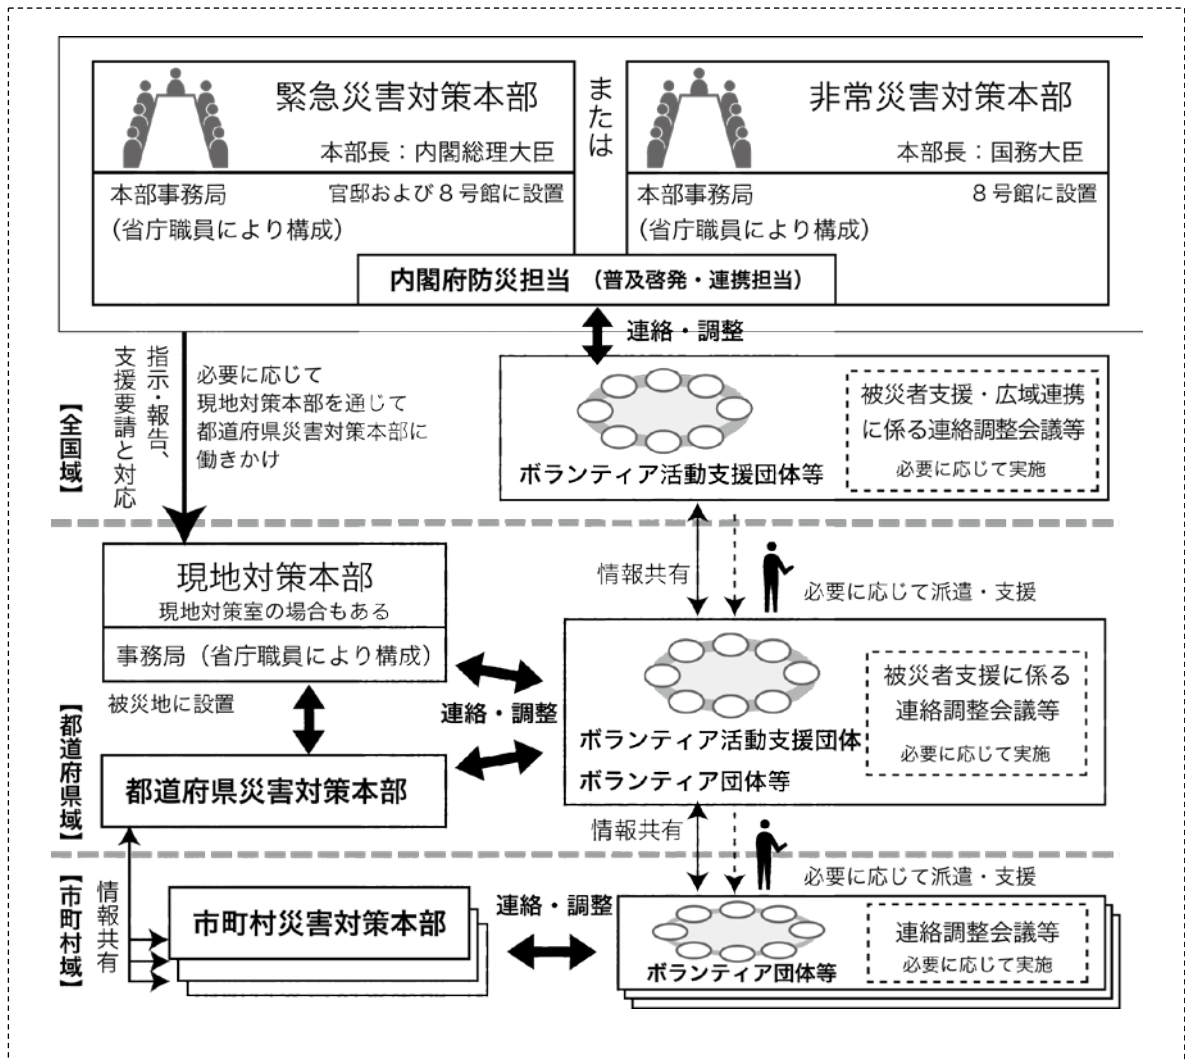 緊急災害対策本部
本部長：内閣総理大臣
本部事務局
官邸および８号館に設置
（省庁職員により構成）
または
非常災害対策本部
本部長：国務大臣
本部事務局
８号館に設置
（省庁職員により構成）
内閣府防災担当 （普及啓発・連携担当）
連絡・調整
【全国域】
指示・報告、
支援要請と対応
必要に応じて
現地対策本部を通じて
都道府県災害対策本部に
働きかけ
ボランティア活動支援団体等
被災者支援・広域連携
に係る連絡調整会議等
必要に応じて実施
情報共有
必要に応じて派遣・支援
【都道府県域】
現地対策本部
現地対策室の場合もある
事務局（省庁職員により構成）
被災地に設置
連絡・調整
都道府県災害対策本部
ボランティア活動支援団体
ボランティア団体等
被災者支援に係る
連絡調整会議等
必要に応じて実施
情報共有
必要に応じて派遣・支援
【市町村域】
情報共有
市町村災害対策本部
連絡・調整
ボランティア団体等
連絡調整会議等
必要に応じて実施